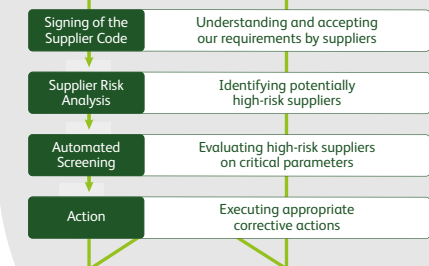 Signing of the
Supplier Code
Understanding and accepting
our requirements by suppliers
Supplier Risk
Analysis
Identifying potentially
high-risk suppliers
Automated
Screening
Evaluating high-risk suppliers
on critical parameters
Action
Executing appropriate
corrective actions